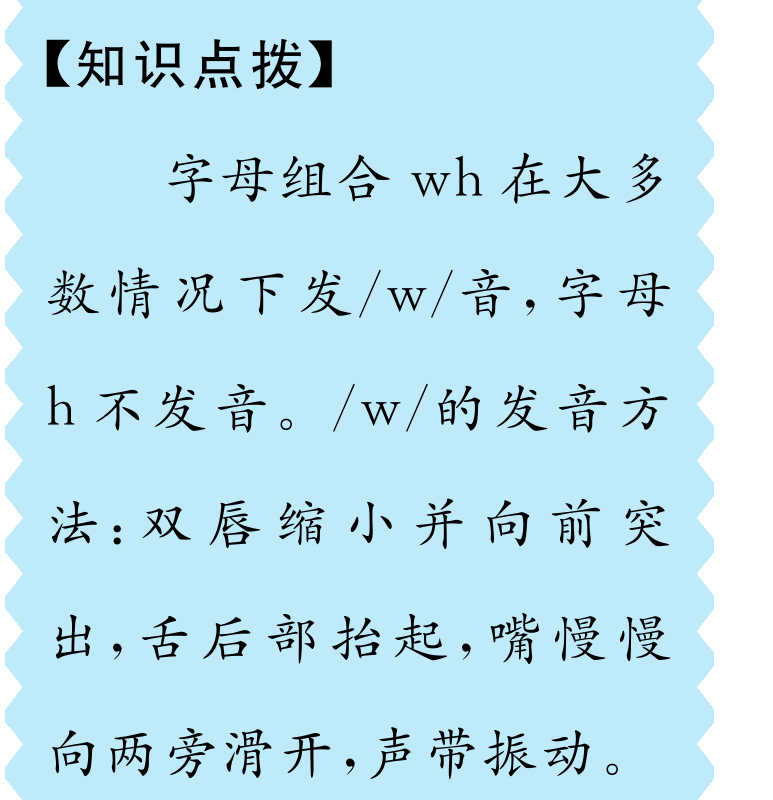 【知识点拨】
字母组合 wh 在大多
数情况下发/w/音，字母
h 不发音。/w/的发音方
法：双唇缩小并向前突
出，舌后部抬起，嘴慢慢
向两旁滑开，声带振动。